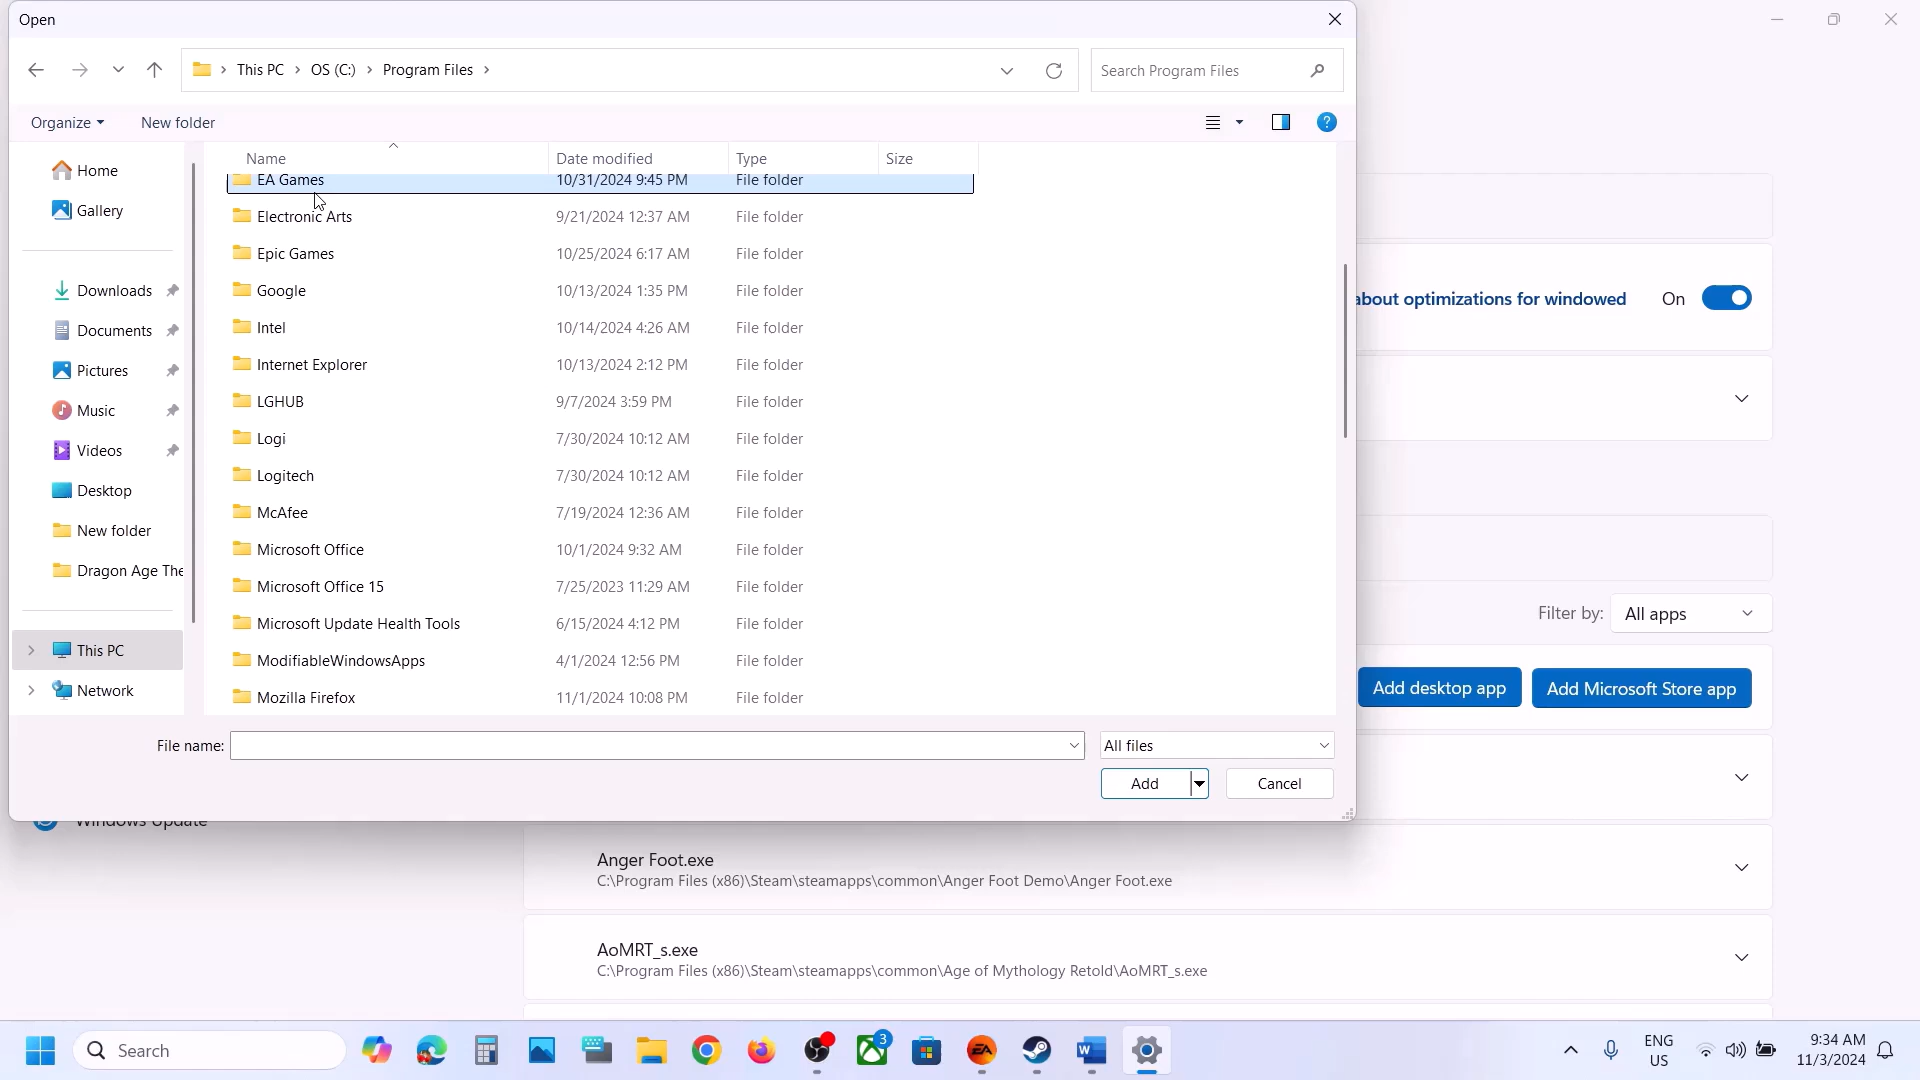 Open
This PC > OS (C:) > Program Files >
Search Program Files
Organize
New folder
Name
Date modified
Type
Size
EA Games 10/31/2024 9:45 PM File folder
Electronic Arts 9/21/2024 12:37 AM File folder
Epic Games 10/25/2024 6:17 AM File folder
Google 10/13/2024 1:35 PM File folder
Intel 10/14/2024 4:26 AM File folder
Internet Explorer 10/13/2024 2:12 PM File folder
LGHUB 9/7/2024 3:59 PM File folder
Logi 7/30/2024 10:12 AM File folder
Logitech 7/30/2024 10:12 AM File folder
McAfee 7/19/2024 12:36 AM File folder
Microsoft Office 10/1/2024 9:32 AM File folder
Microsoft Office 15 7/25/2023 11:29 AM File folder
Microsoft Update Health Tools 6/15/2024 4:12 PM File folder
ModifiableWindowsApps 4/1/2024 12:56 PM File folder
Mozilla Firefox 11/1/2024 10:08 PM File folder
Home
Gallery
Downloads
Documents
Pictures
Music
Videos
Desktop
New folder
Dragon Age The
This PC
Network
File name:
All files
Add
Cancel
about optimizations for windowed
On
Filter by: All apps
Add desktop app
Add Microsoft Store app
Windows Update
Anger Foot.exe
C:\Program Files (x86)\Steam\steamapps\common\Anger Foot Demo\Anger Foot.exe
AoMRT_s.exe
C:\Program Files (x86)\Steam\steamapps\common\Age of Mythology Retold\AoMRT_s.exe
Search
EA
3
ENG
US
9:34 AM
11/3/2024